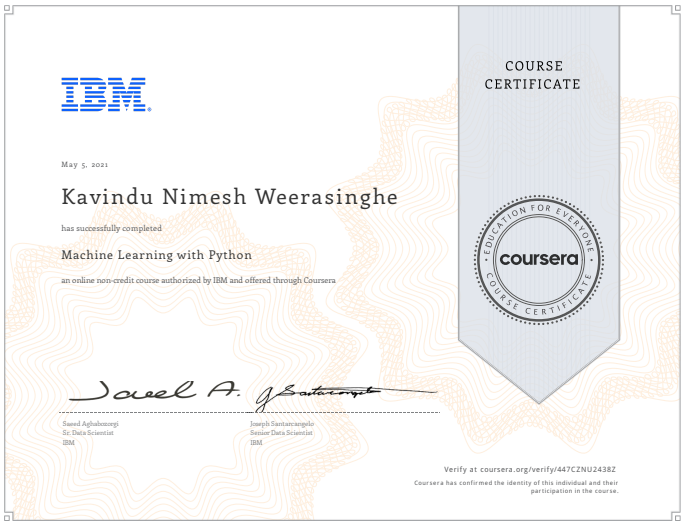 COURSE
CERTIFICATE
IBM®
May 5, 2021
Kavindu Nimesh Weerasinghe
has successfully completed
Machine Learning with Python
an online non-credit course authorized by IBM and offered through Coursera
EDUCATION FOR EVERYONE
coursera
COURSE CERTIFICATE
Saeed Aghabozorgi
Sr. Data Scientist
IBM
Joseph Santarcangelo
Senior Data Scientist
IBM
Verify at coursera.org/verify/447CZNU2438Z
Coursera has confirmed the identity of this individual and their
participation in the course.